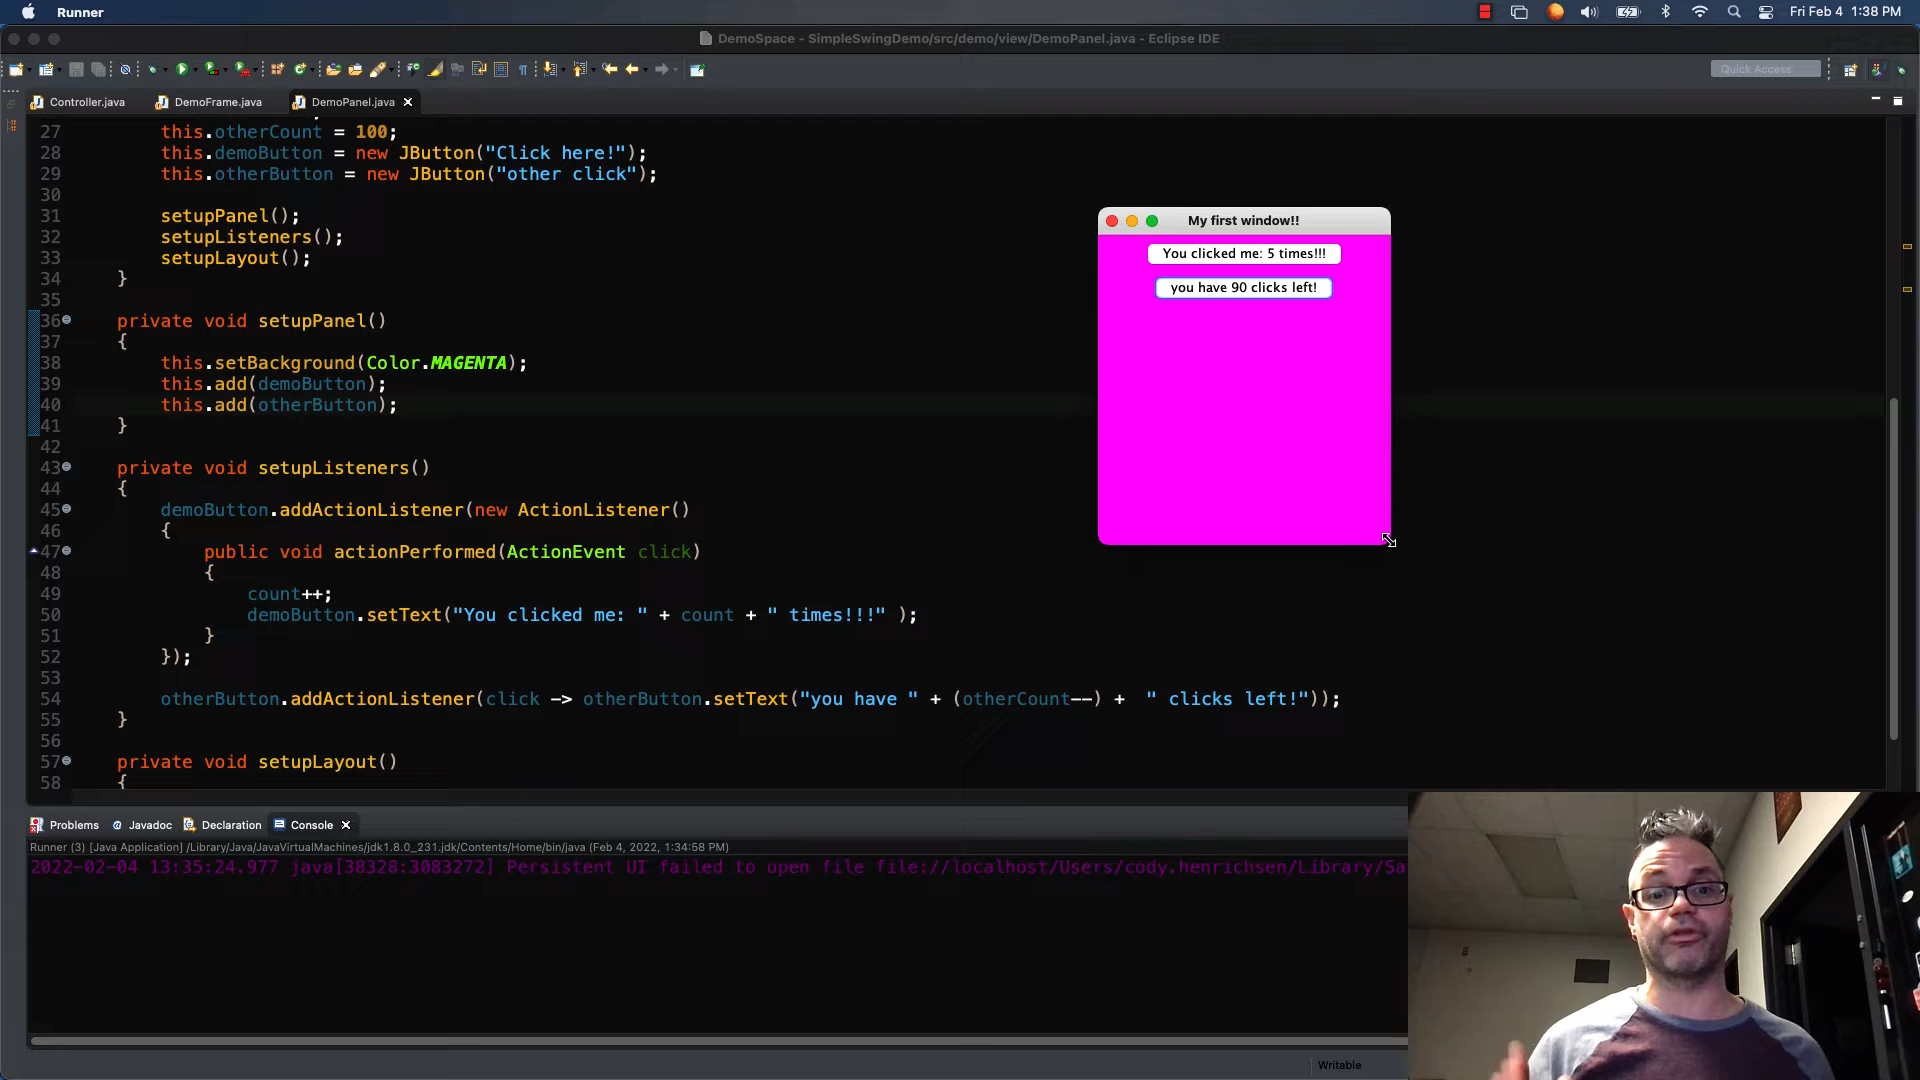 Runner
Fri Feb 4 1:38 PM
DemoSpace - SimpleSwingDemo/src/demo/view/DemoPanel.java - Eclipse IDE
Quick Access
Controller.java
DemoFrame.java
DemoPanel.java
27 this.otherCount = 100;
28 this.demoButton = new JButton("Click here!");
29 this.otherButton = new JButton("other click");
30
31 setupPanel();
32 setupListeners();
33 setupLayout();
34 }
35
36 private void setupPanel()
37 {
38 this.setBackground(Color.MAGENTA);
39 this.add(demoButton);
40 this.add(otherButton);
41 }
42
43 private void setupListeners()
44 {
45 demoButton.addActionListener(new ActionListener()
46 {
47 public void actionPerformed(ActionEvent click)
48 {
49 count++;
50 demoButton.setText("You clicked me: " + count + " times!!!" );
51 }
52 });
53
54 otherButton.addActionListener(click -> otherButton.setText("you have " + (otherCount--) + " clicks left!"));
55 }
56
57 private void setupLayout()
58 {
My first window!!
You clicked me: 5 times!!!
you have 90 clicks left!
Problems
Javadoc
Declaration
Console
Runner (3) [Java Application] /Library/Java/JavaVirtualMachines/jdk1.8.0_231.jdk/Contents/Home/bin/java (Feb 4, 2022, 1:34:58 PM)
2022-02-04 13:35:24.977 java[38328:3083272] Persistent UI failed to open file file://localhost/Users/cody.henrichsen/Library/Sa
Writable